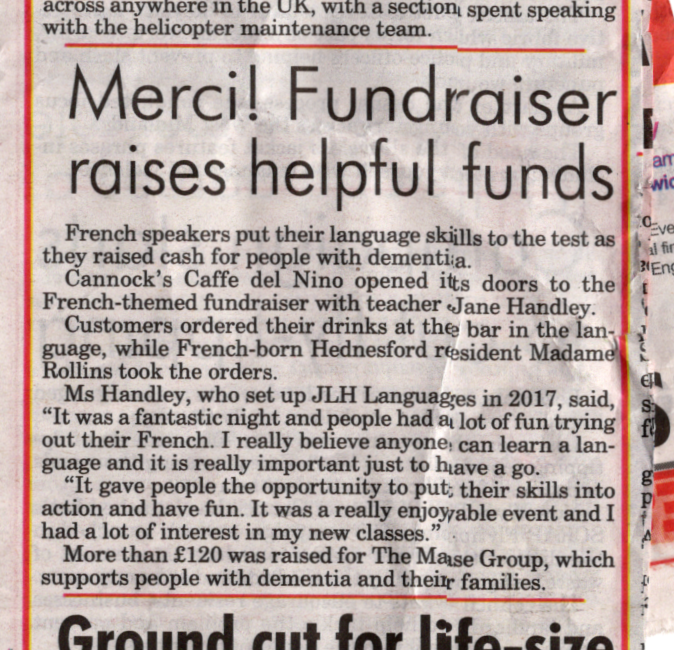 across anywhere in the UK, with a section spent speaking
with the helicopter maintenance team.
Merci! Fundraiser
raises helpful funds
French speakers put their language skills to the test as
they raised cash for people with dementia.
Cannock's Caffe del Nino opened its doors to the
French-themed fundraiser with teacher Jane Handley.
Customers ordered their drinks at the bar in the lan-
guage, while French-born Hednesford resident Madame
Rollins took the orders.
Ms Handley, who set up JLH Languages in 2017, said,
“It was a fantastic night and people had a lot of fun trying
out their French. I really believe anyone can learn a lan-
guage and it is really important just to have a go.
“It gave people the opportunity to put their skills into
action and have fun. It was a really enjoyable event and I
had a lot of interest in my new classes.”
More than £120 was raised for The Mase Group, which
supports people with dementia and their families.
Ground cut for life-size